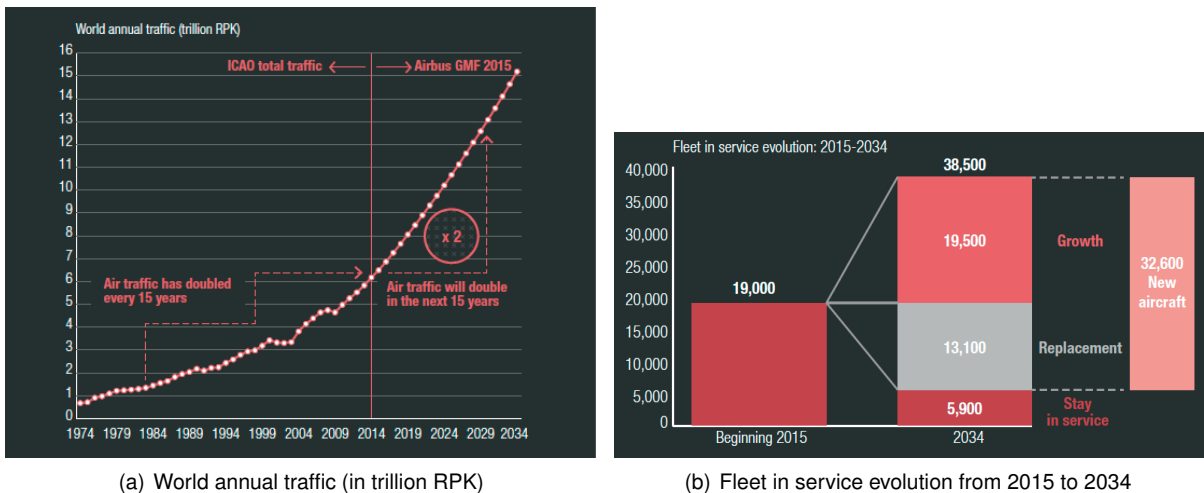 World annual traffic (trillion RPK)
16
15
14
13
12
11
10
9
8
7
6
5
4
3
2
1
0
ICAO total traffic
Airbus GMF 2015
x 2
Air traffic has doubled
every 15 years
Air traffic will double
in the next 15 years
1974 1979 1984 1989 1994 1999 2004 2009 2014 2019 2024 2029 2034
(a) World annual traffic (in trillion RPK)
Fleet in service evolution: 2015-2034
40,000
35,000
30,000
25,000
20,000
15,000
10,000
5,000
0
19,000
38,500
19,500
13,100
5,900
Growth
Replacement
Stay
in service
32,600
New
aircraft
Beginning 2015
2034
(b) Fleet in service evolution from 2015 to 2034